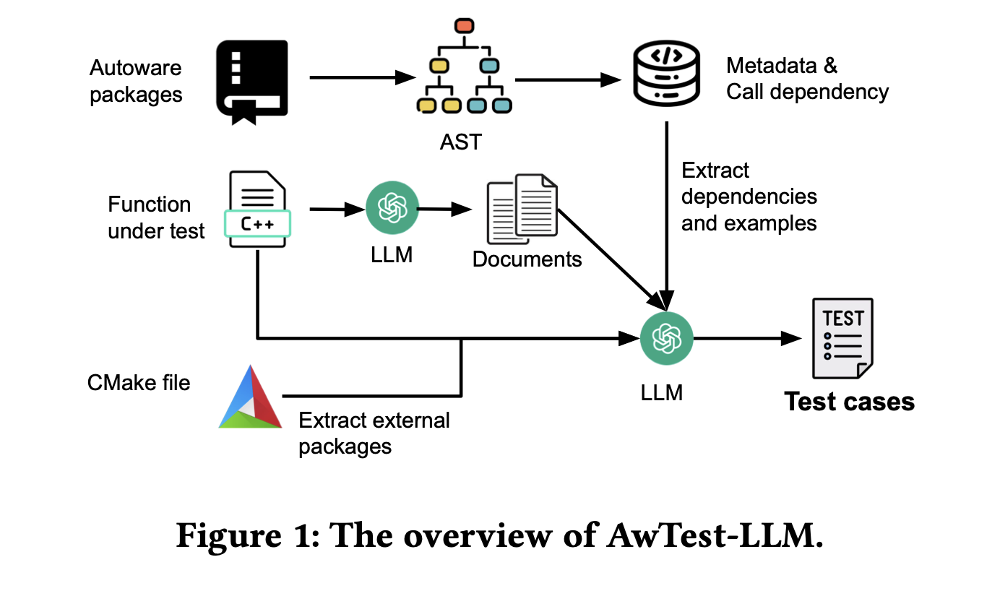 Autoware
packages
AST
</>
Metadata &
Call dependency
Extract
dependencies
and examples
Function
under test
C++
LLM
Documents
CMake file
Extract external
packages
LLM
TEST
Test cases
Figure 1: The overview of AwTest-LLM.